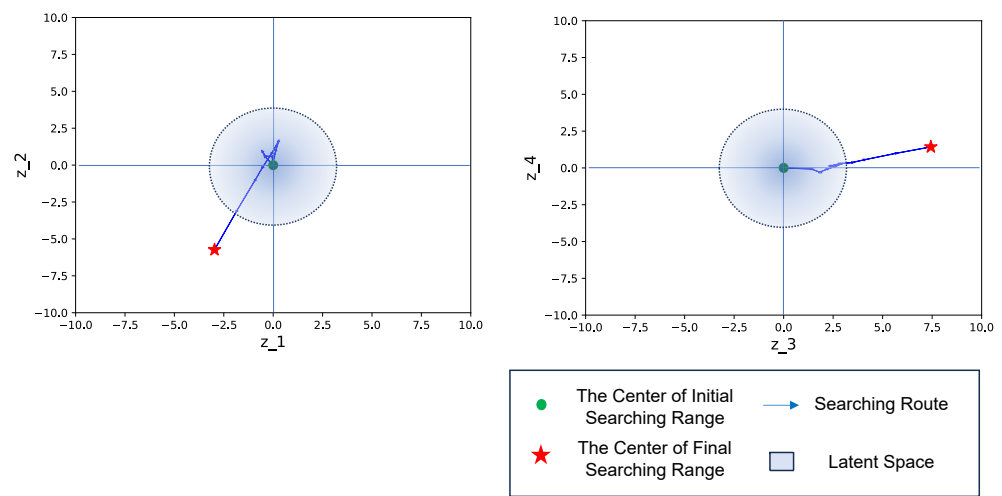 10.0
7.5
5.0
2.5
0.0
−2.5
−5.0
−7.5
−10.0
z_2
−10.0 −7.5 −5.0 −2.5 0.0 2.5 5.0 7.5 10.0
z_1
10.0
7.5
5.0
2.5
0.0
−2.5
−5.0
−7.5
−10.0
z_4
−10.0 −7.5 −5.0 −2.5 0.0 2.5 5.0 7.5 10.0
z_3
The Center of Initial
Searching Range
Searching Route
The Center of Final
Searching Range
Latent Space